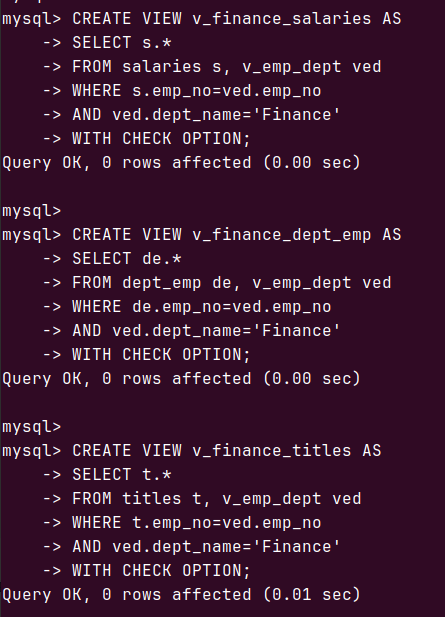 mysql> CREATE VIEW v_finance_salaries AS
    -> SELECT s.*
    -> FROM salaries s, v_emp_dept ved
    -> WHERE s.emp_no=ved.emp_no
    -> AND ved.dept_name='Finance'
    -> WITH CHECK OPTION;
Query OK, 0 rows affected (0.00 sec)
mysql>
mysql> CREATE VIEW v_finance_dept_emp AS
    -> SELECT de.*
    -> FROM dept_emp de, v_emp_dept ved
    -> WHERE de.emp_no=ved.emp_no
    -> AND ved.dept_name='Finance'
    -> WITH CHECK OPTION;
Query OK, 0 rows affected (0.00 sec)
mysql>
mysql> CREATE VIEW v_finance_titles AS
    -> SELECT t.*
    -> FROM titles t, v_emp_dept ved
    -> WHERE t.emp_no=ved.emp_no
    -> AND ved.dept_name='Finance'
    -> WITH CHECK OPTION;
Query OK, 0 rows affected (0.01 sec)